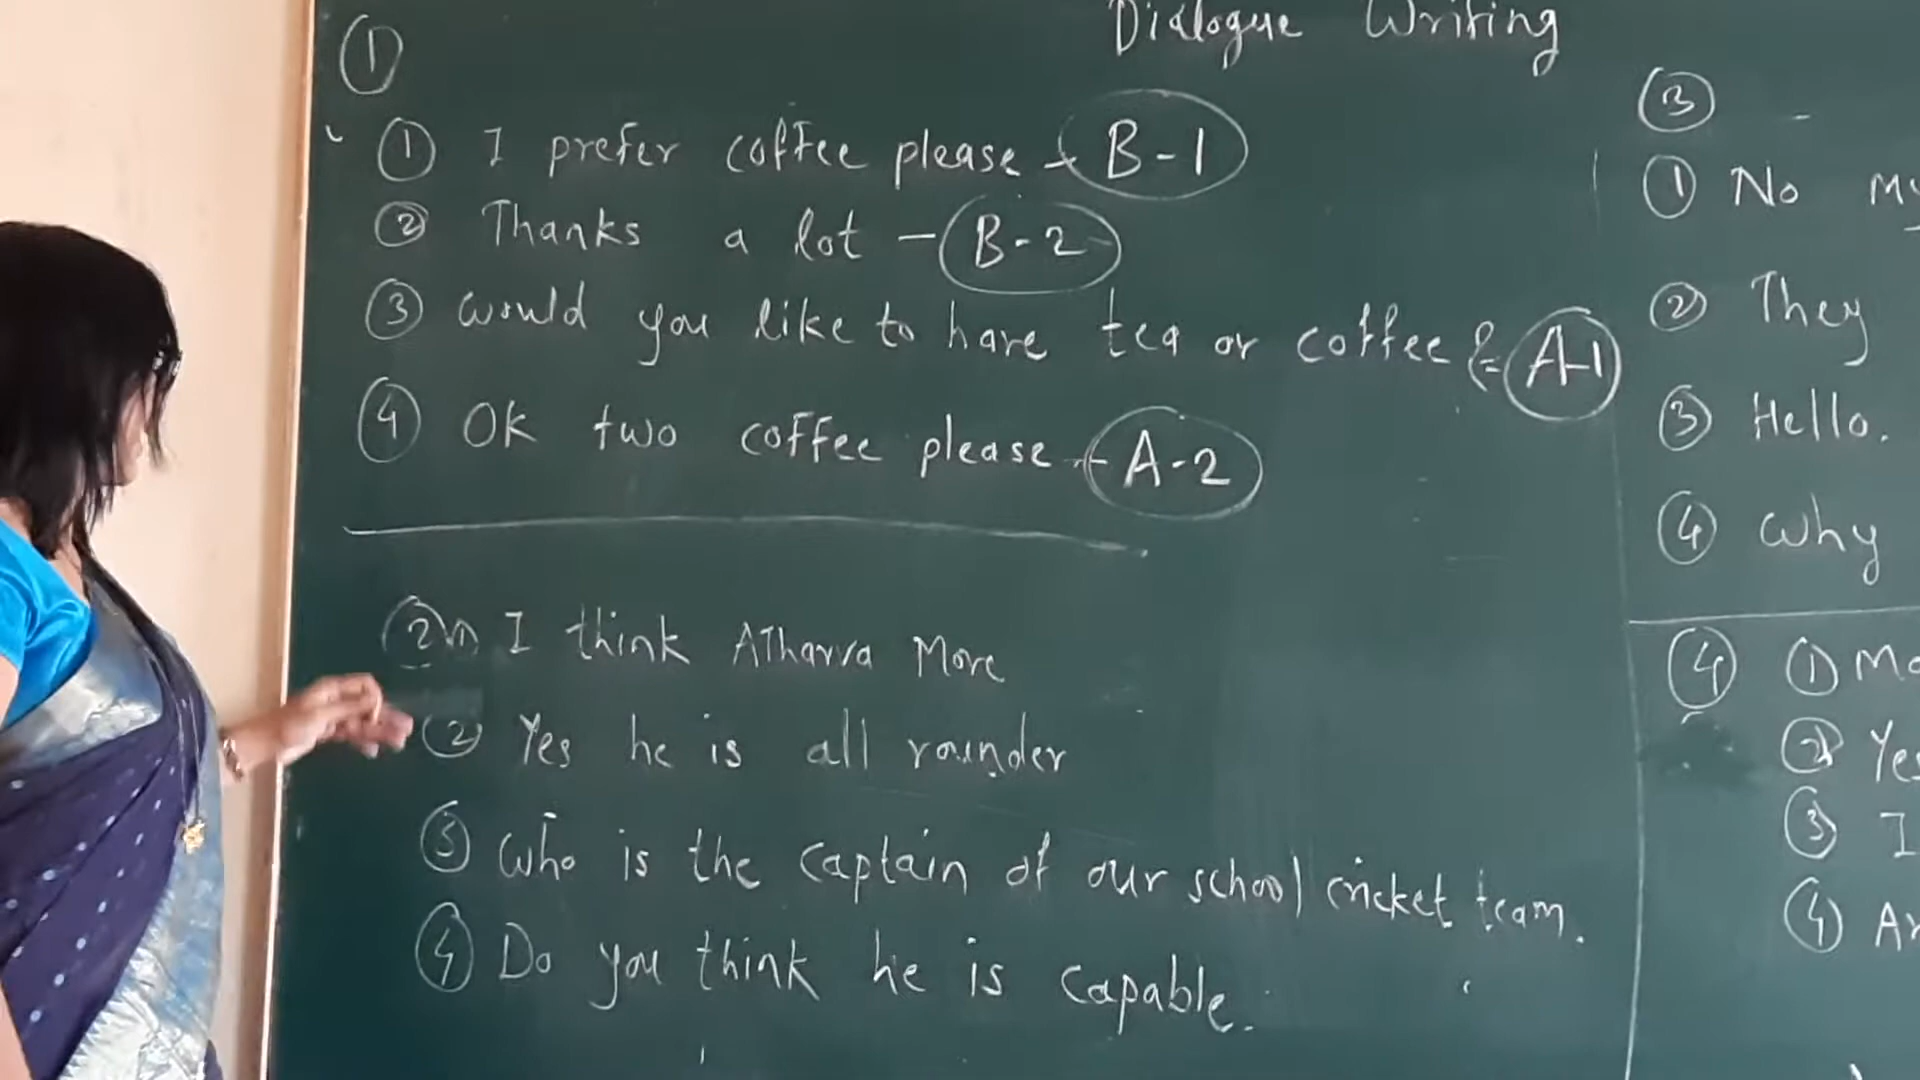 Dialogue Writing
①
① I prefer coffee please - B-1
② Thanks a lot - B-2
③ Would you like to have tea or coffee ? = A-1
④ Ok two coffee please - A-2
② ① I think Atharva More
② Yes he is all rounder
③ Who is the captain of our school cricket team.
④ Do you think he is capable.
③
① No My
② They
③ Hello.
④ Why
④ ①
② Yes
③ I
④